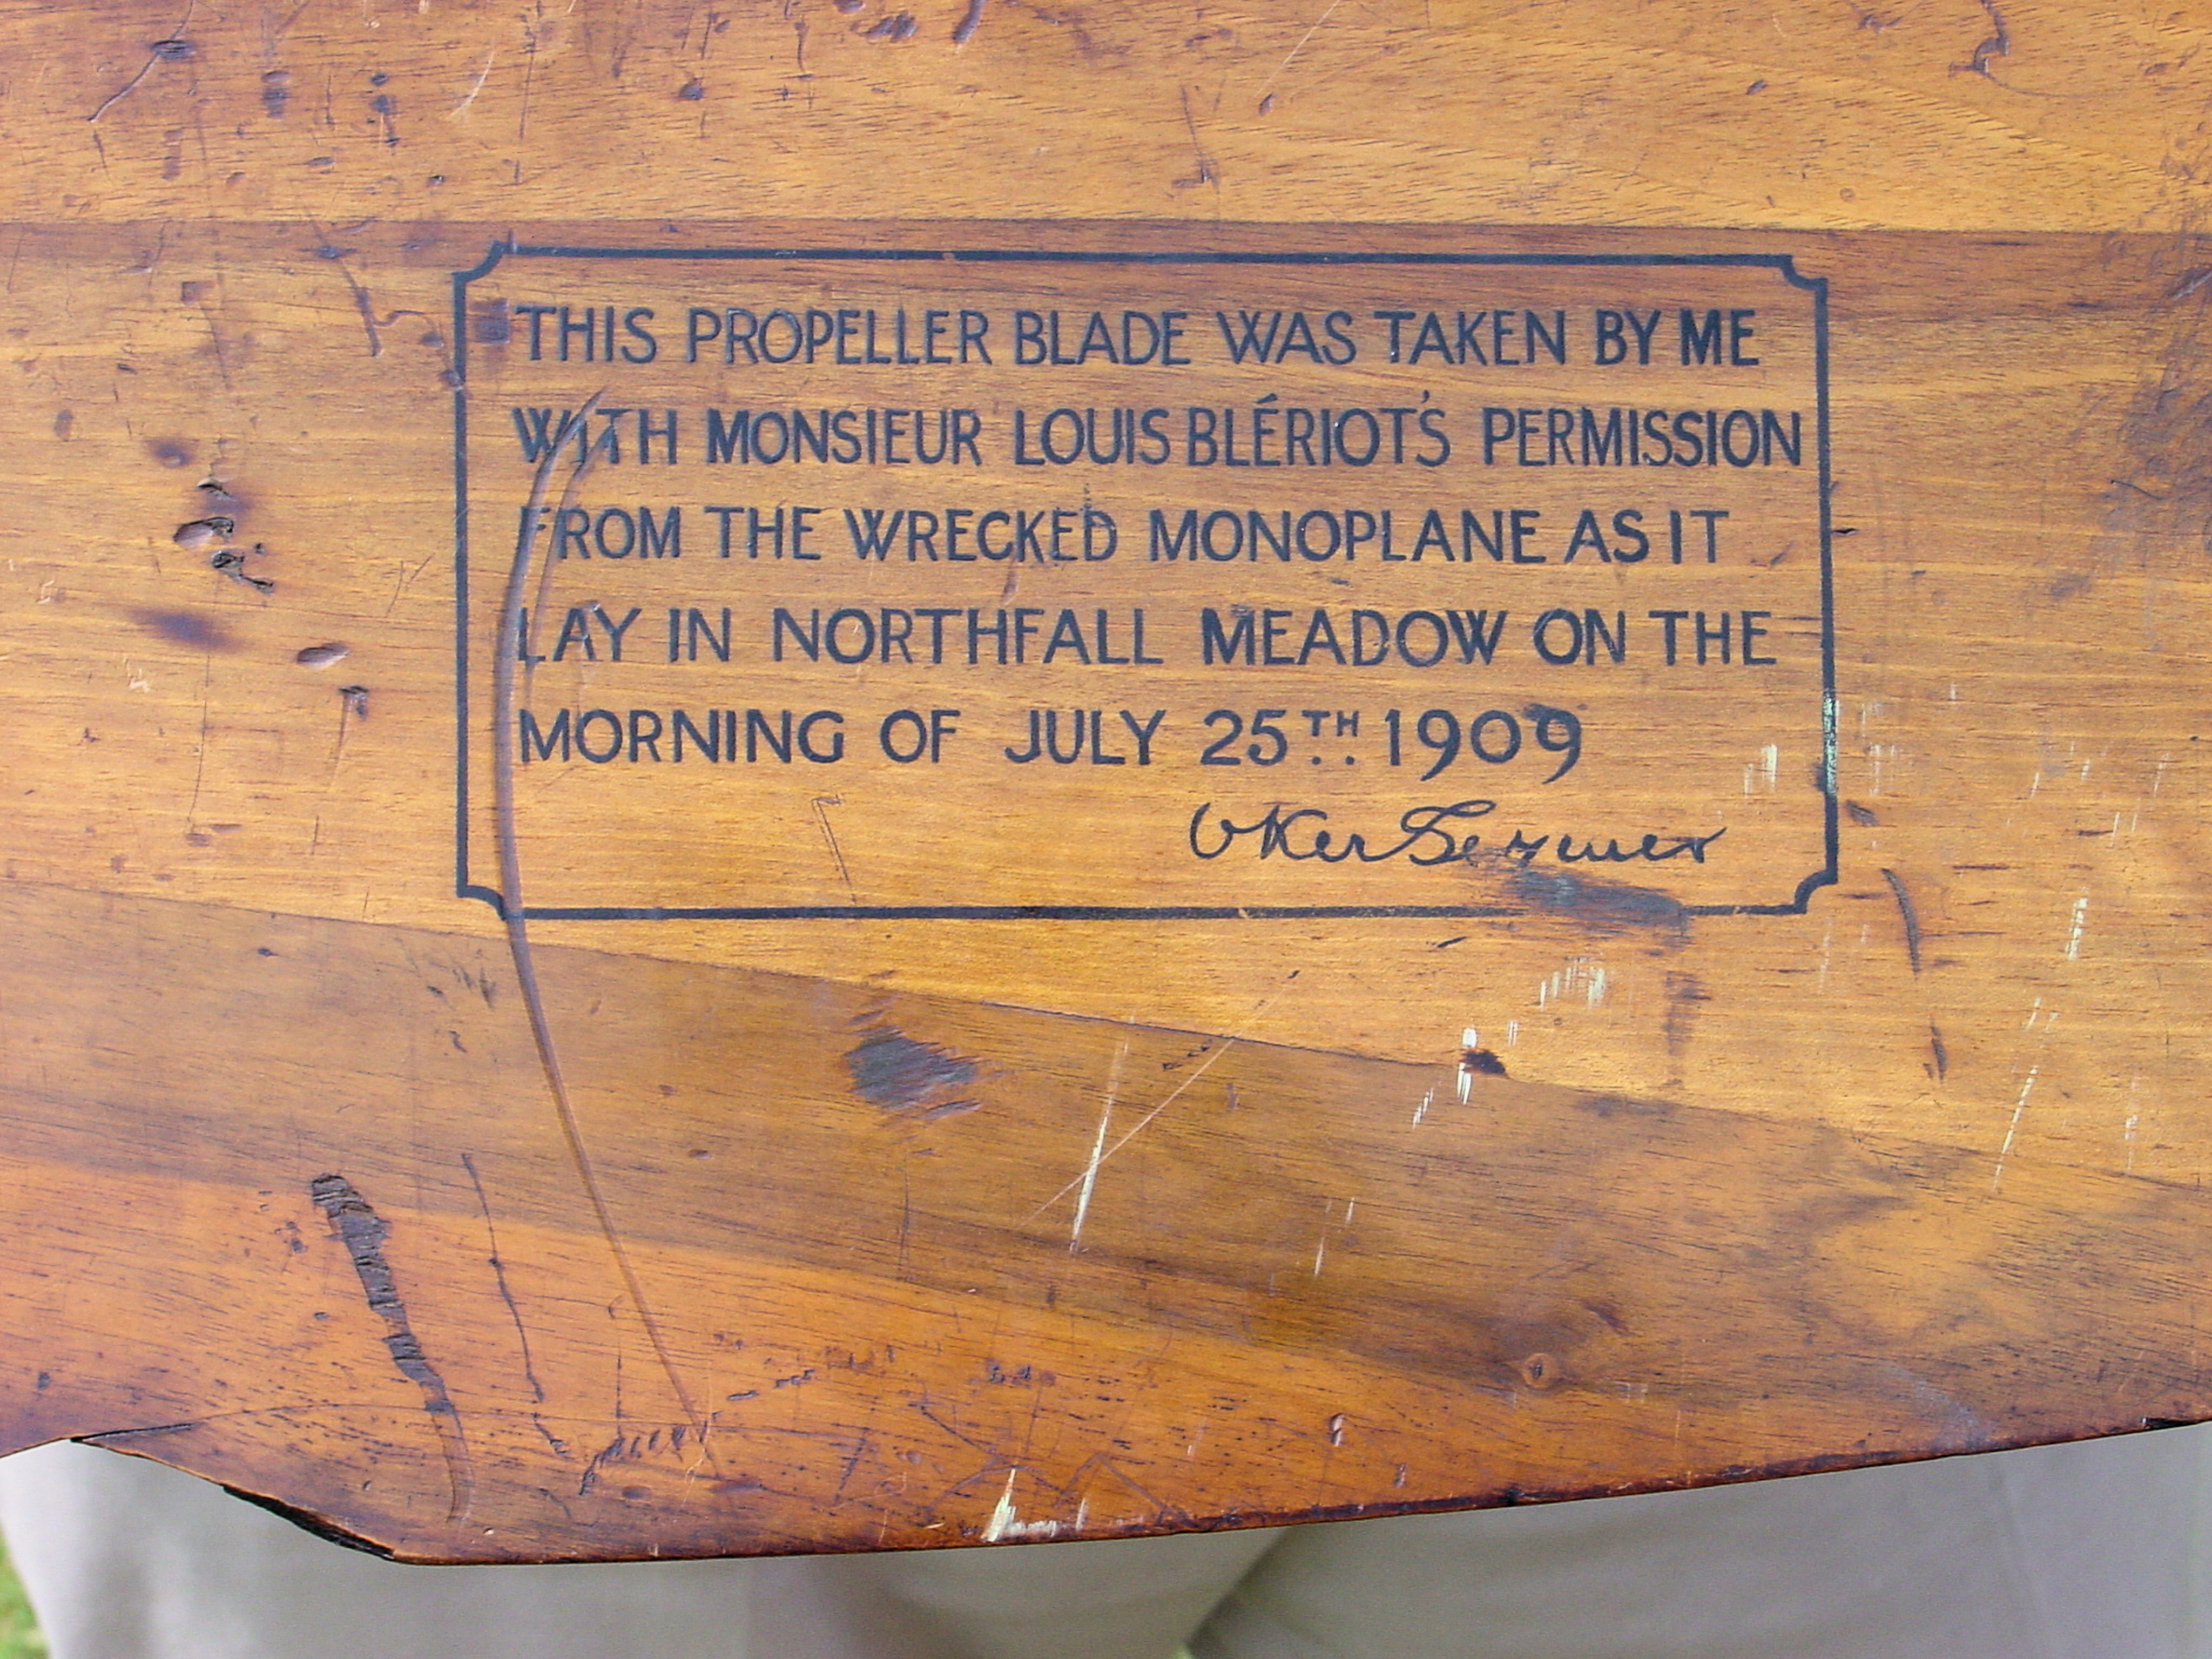 THIS PROPELLER BLADE WAS TAKEN BY ME
WITH MONSIEUR LOUIS BLÉRIOT'S PERMISSION
FROM THE WRECKED MONOPLANE AS IT
LAY IN NORTHFALL MEADOW ON THE
MORNING OF JULY 25TH. 1909